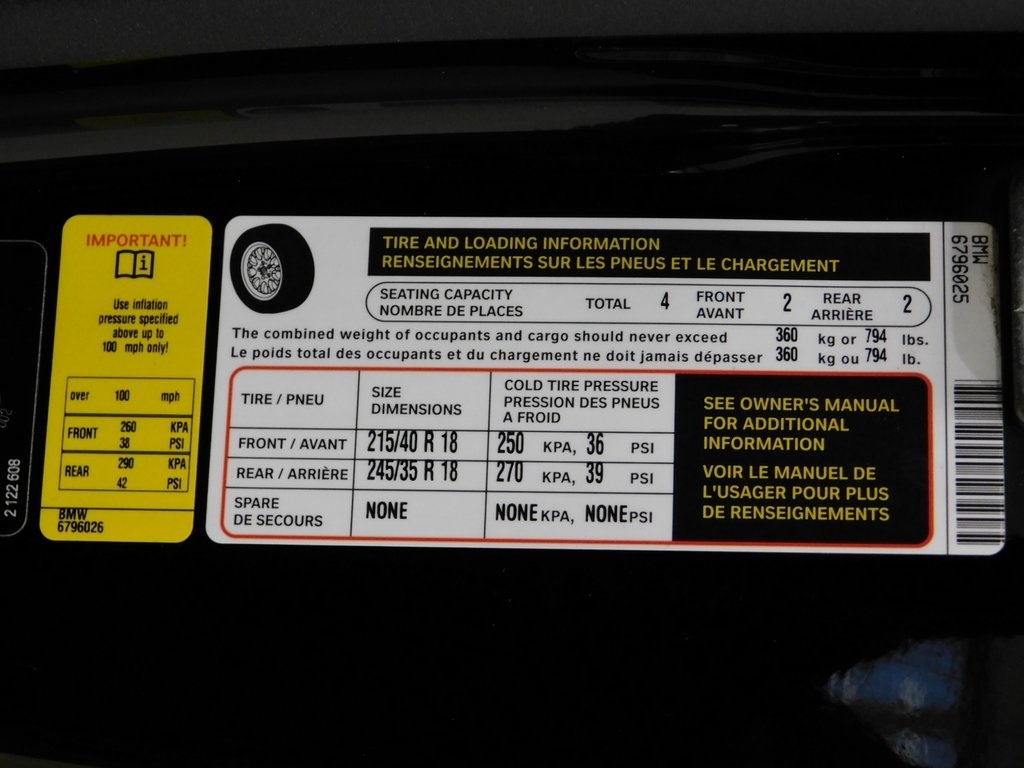 IMPORTANT!
i
Use inflation
pressure specified
above up to
100 mph only!
over 100 mph
FRONT 260 KPA
38 PSI
REAR 290 KPA
42 PSI
BMW
6796026
2 122 608
TIRE AND LOADING INFORMATION
RENSEIGNEMENTS SUR LES PNEUS ET LE CHARGEMENT
SEATING CAPACITY
NOMBRE DE PLACES
TOTAL 4
FRONT
AVANT 2
REAR
ARRIÈRE 2
The combined weight of occupants and cargo should never exceed 360 kg or 794 lbs.
Le poids total des occupants et du chargement ne doit jamais dépasser 360 kg ou 794 lb.
TIRE / PNEU
SIZE
DIMENSIONS
COLD TIRE PRESSURE
PRESSION DES PNEUS
A FROID
FRONT / AVANT 215/40 R 18 250 KPA, 36 PSI
REAR / ARRIÈRE 245/35 R 18 270 KPA, 39 PSI
SPARE
DE SECOURS
NONE NONE KPA, NONE PSI
SEE OWNER'S MANUAL
FOR ADDITIONAL
INFORMATION
VOIR LE MANUEL DE
L'USAGER POUR PLUS
DE RENSEIGNEMENTS
BMW
6796025